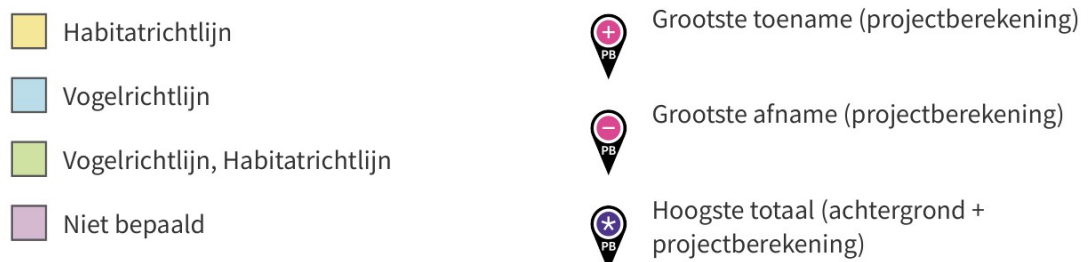 Habitatrichtlijn
Vogelrichtlijn
Vogelrichtlijn, Habitatrichtlijn
Niet bepaald
+
PB
Grootste toename (projectberekening)
−
PB
Grootste afname (projectberekening)
*
PB
Hoogste totaal (achtergrond +
projectberekening)